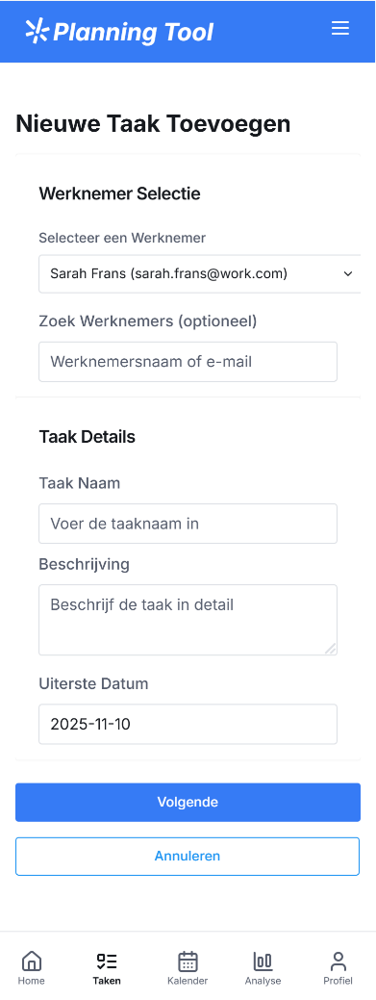 Planning Tool
Nieuwe Taak Toevoegen
Werknemer Selectie
Selecteer een Werknemer
Sarah Frans (sarah.frans@work.com)
Zoek Werknemers (optioneel)
Werknemersnaam of e-mail
Taak Details
Taak Naam
Voer de taaknaam in
Beschrijving
Beschrijf de taak in detail
Uiterste Datum
2025-11-10
Volgende
Annuleren
Home Taken Kalender Analyse Profiel